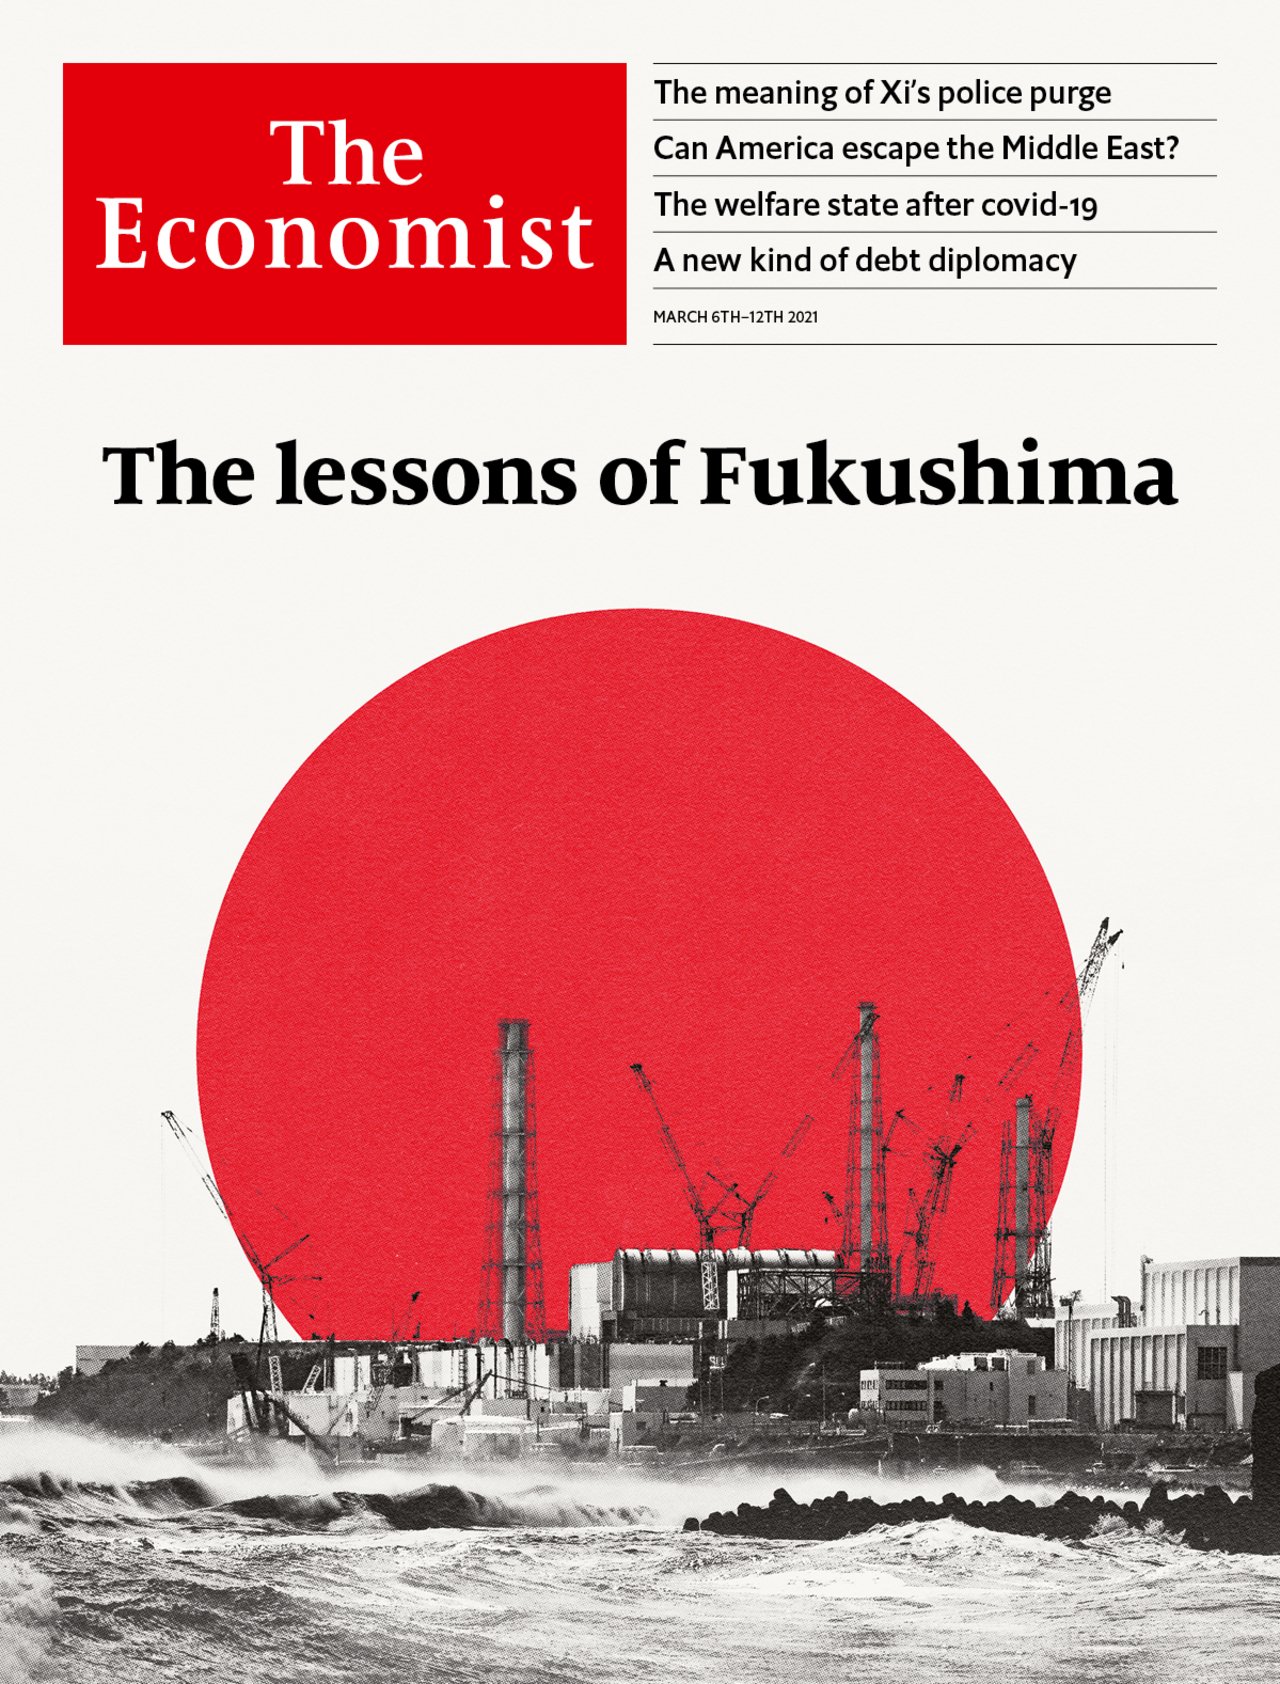 The
Economist
The meaning of Xi’s police purge
Can America escape the Middle East?
The welfare state after covid-19
A new kind of debt diplomacy
MARCH 6TH–12TH 2021
The lessons of Fukushima